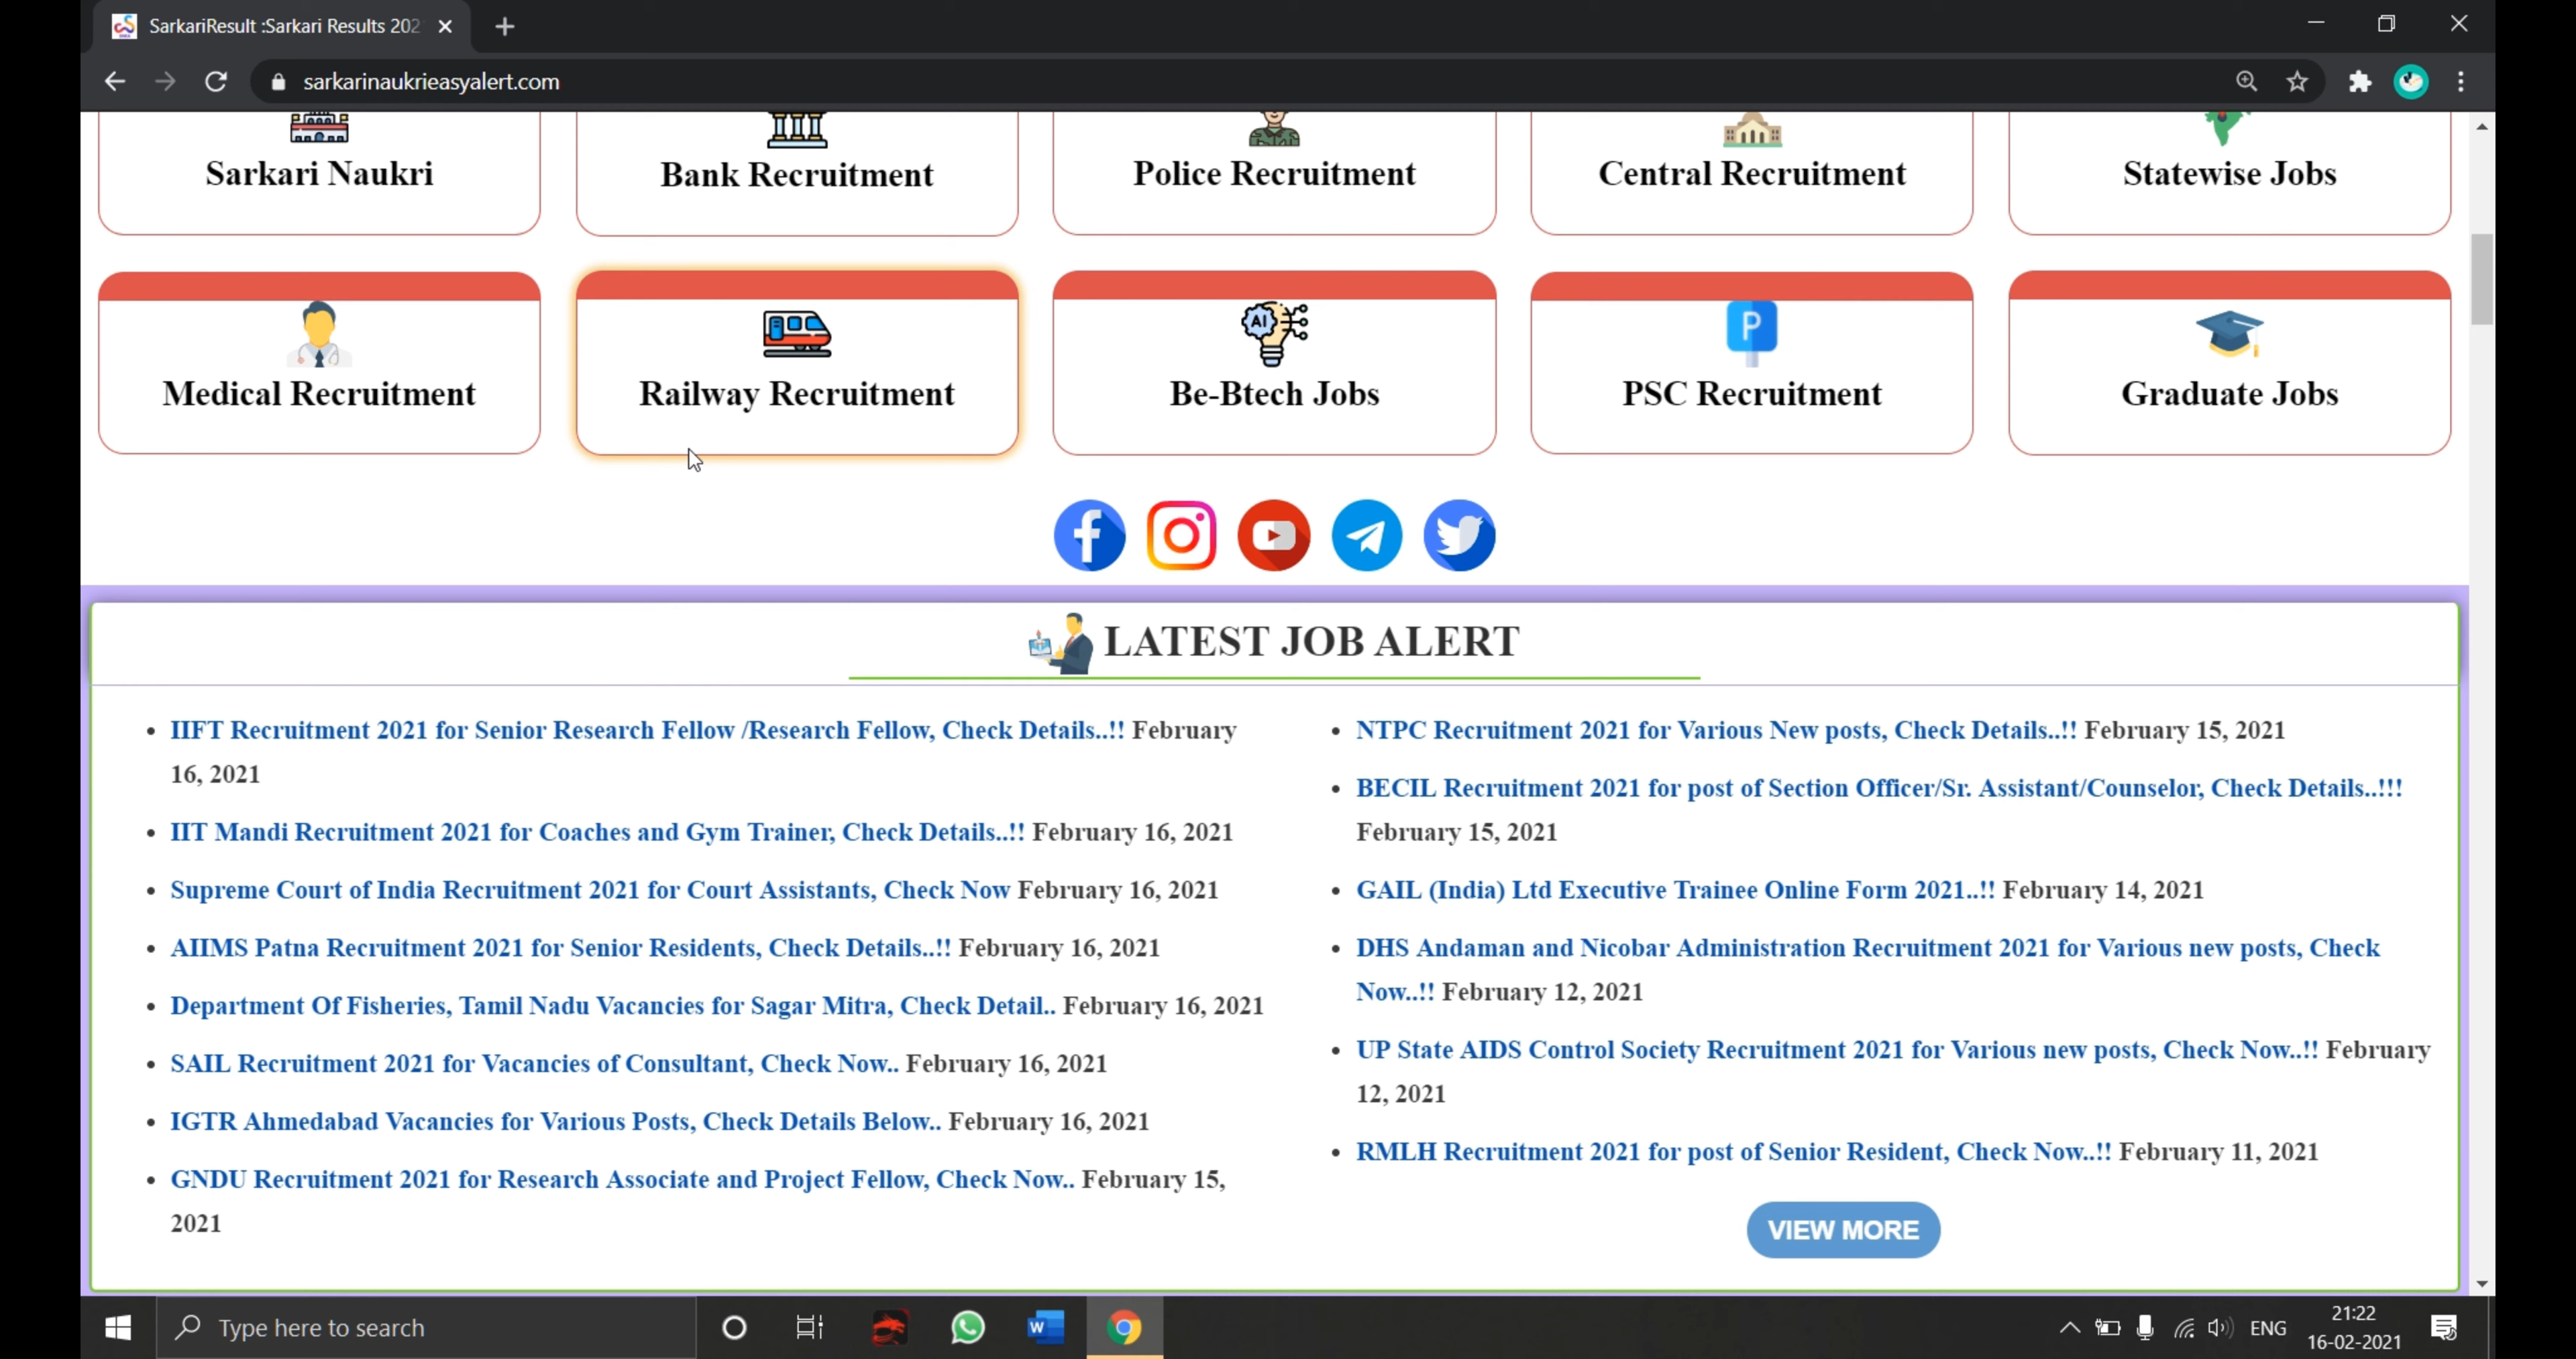 SarkariResult :Sarkari Results 202
sarkarinaukrieasyalert.com
Sarkari Naukri
Bank Recruitment
Police Recruitment
Central Recruitment
Statewise Jobs
AI
P
Medical Recruitment
Railway Recruitment
Be-Btech Jobs
PSC Recruitment
Graduate Jobs
LATEST JOB ALERT
IIFT Recruitment 2021 for Senior Research Fellow /Research Fellow, Check Details..!! February
16, 2021
IIT Mandi Recruitment 2021 for Coaches and Gym Trainer, Check Details..!! February 16, 2021
Supreme Court of India Recruitment 2021 for Court Assistants, Check Now February 16, 2021
AIIMS Patna Recruitment 2021 for Senior Residents, Check Details..!! February 16, 2021
Department Of Fisheries, Tamil Nadu Vacancies for Sagar Mitra, Check Detail.. February 16, 2021
SAIL Recruitment 2021 for Vacancies of Consultant, Check Now.. February 16, 2021
IGTR Ahmedabad Vacancies for Various Posts, Check Details Below.. February 16, 2021
GNDU Recruitment 2021 for Research Associate and Project Fellow, Check Now.. February 15,
2021
NTPC Recruitment 2021 for Various New posts, Check Details..!! February 15, 2021
BECIL Recruitment 2021 for post of Section Officer/Sr. Assistant/Counselor, Check Details..!!!
February 15, 2021
GAIL (India) Ltd Executive Trainee Online Form 2021..!! February 14, 2021
DHS Andaman and Nicobar Administration Recruitment 2021 for Various new posts, Check
Now..!! February 12, 2021
UP State AIDS Control Society Recruitment 2021 for Various new posts, Check Now..!! February
12, 2021
RMLH Recruitment 2021 for post of Senior Resident, Check Now..!! February 11, 2021
VIEW MORE
Type here to search
W
ENG
21:22
16-02-2021